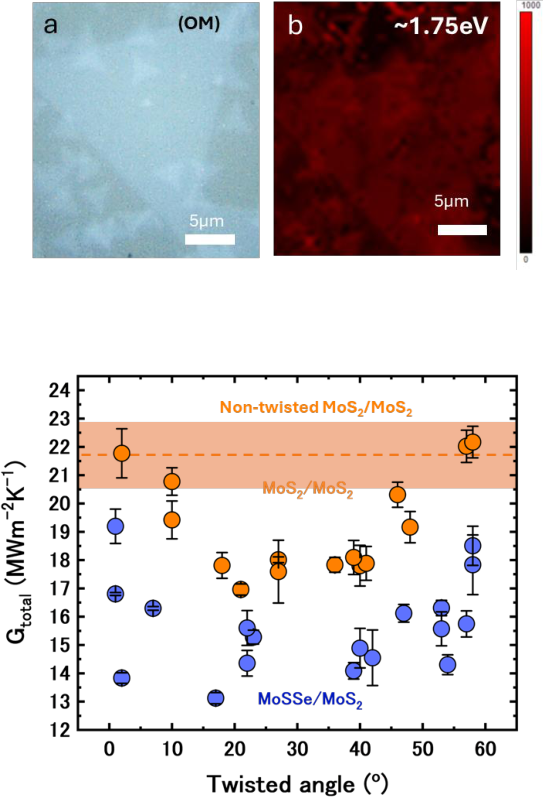 a
(OM)
5μm
b
~1.75eV
5μm
1000
0
24
23
22
21
20
19
18
17
16
15
14
13
12
G_total (MWm⁻²K⁻¹)
Non-twisted MoS₂/MoS₂
MoS₂/MoS₂
MoSSe/MoS₂
0 10 20 30 40 50 60
Twisted angle (°)